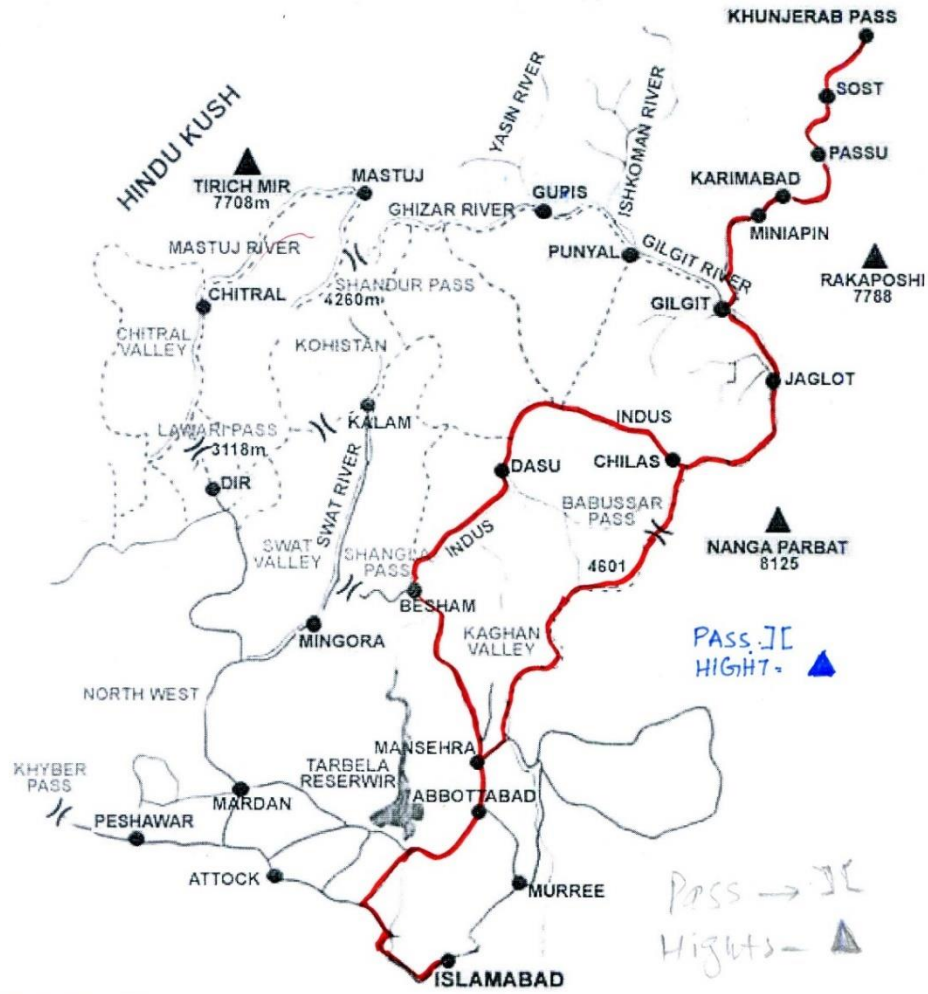 KHUNJERAB PASS
SOST
PASSU
KARIMABAD
MINIAPIN
RAKAPOSHI
7788
HINDU KUSH
TIRICH MIR
7708m
MASTUJ
YASIN RIVER
ISHKOMAN RIVER
GUPIS
GHIZAR RIVER
MASTUJ RIVER
PUNYAL
GILGIT RIVER
GILGIT
CHITRAL
SHANDUR PASS
4260m
CHITRAL
VALLEY
KOHISTAN
JAGLOT
KALAM
INDUS
LAWARI PASS
3118m
DASU
CHILAS
DIR
SWAT RIVER
BABUSSAR
PASS
INDUS
NANGA PARBAT
8125
SWAT
VALLEY
SHANGLA
PASS
4601
BESHAM
MINGORA
KAGHAN
VALLEY
PASS. ][
HIGHT=
NORTH WEST
MANSEHRA
TARBELA
RESERWIR
KHYBER
PASS
MARDAN
ABBOTTABAD
PESHAWAR
ATTOCK
MURREE
Pass → ][
Hights-
ISLAMABAD